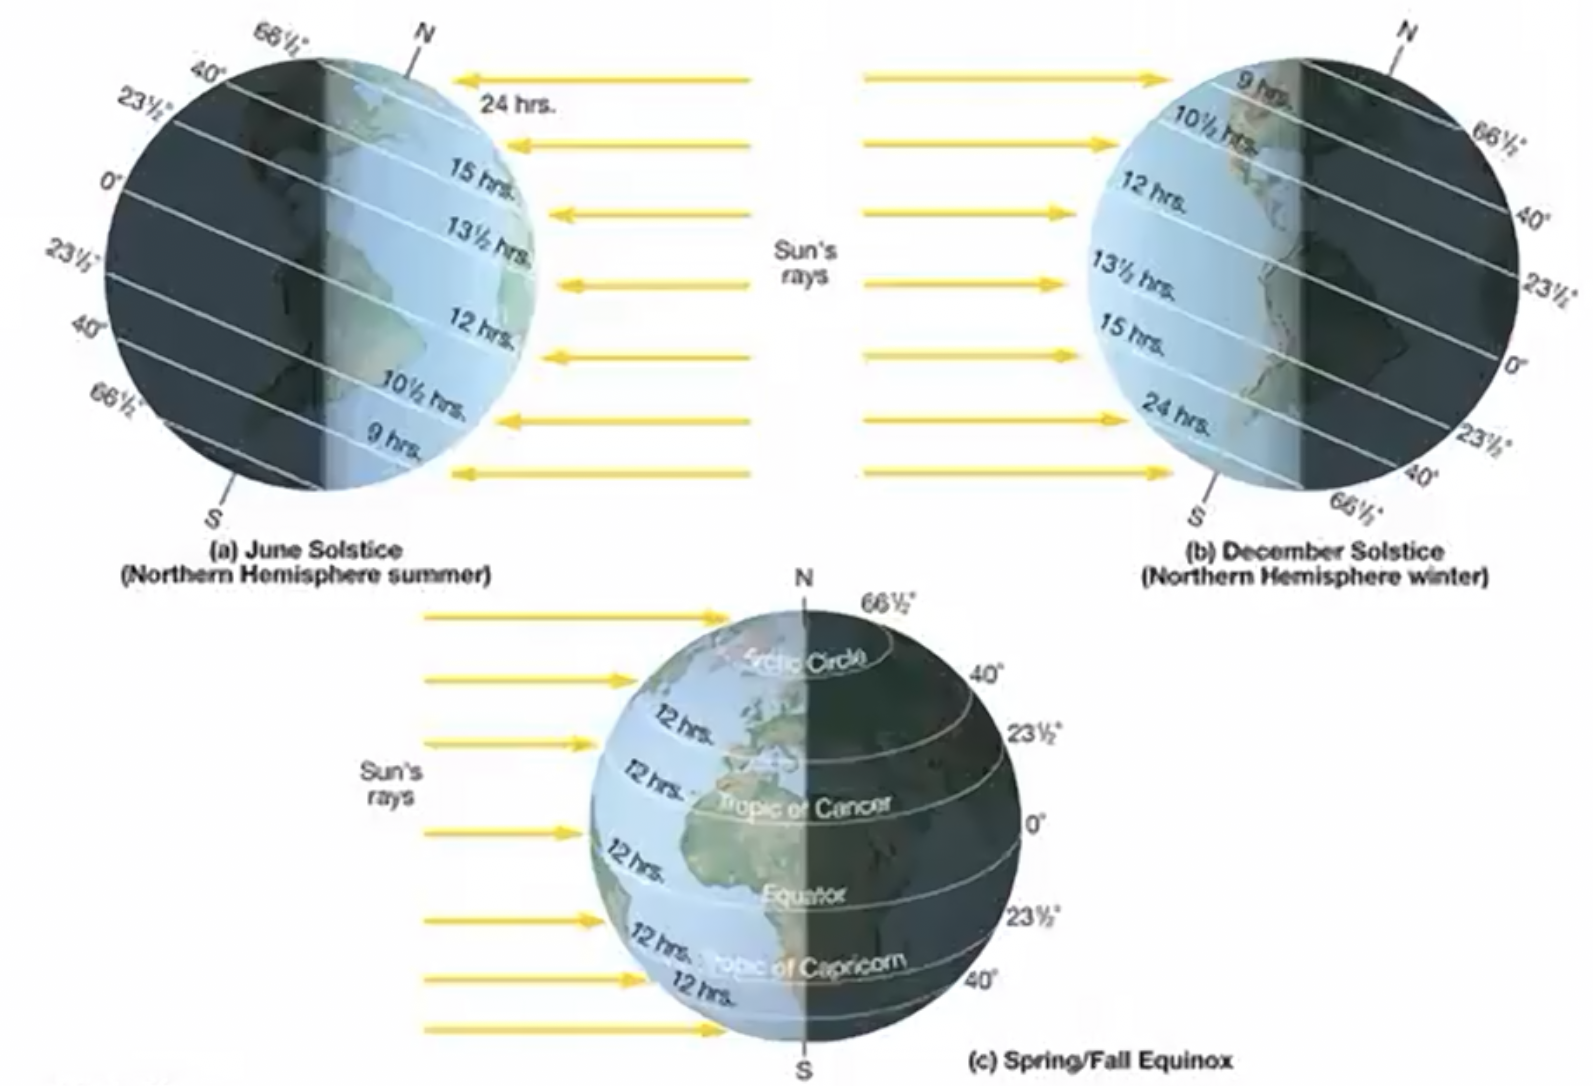 N
66½°
40°
23½°
0°
23½°
40°
66½°
S
24 hrs.
15 hrs.
13½ hrs.
12 hrs.
10½ hrs.
9 hrs.
(a) June Solstice
(Northern Hemisphere summer)
Sun's
rays
N
9 hrs.
10½ hrs.
12 hrs.
13½ hrs.
15 hrs.
24 hrs.
66½°
40°
23½°
0°
23½°
40°
66½°
S
(b) December Solstice
(Northern Hemisphere winter)
N
66½°
Arctic Circle
40°
12 hrs.
23½°
12 hrs.
Sun's
rays
Tropic of Cancer
0°
12 hrs.
Equator
23½°
12 hrs.
Tropic of Capricorn
40°
12 hrs.
S
(c) Spring/Fall Equinox